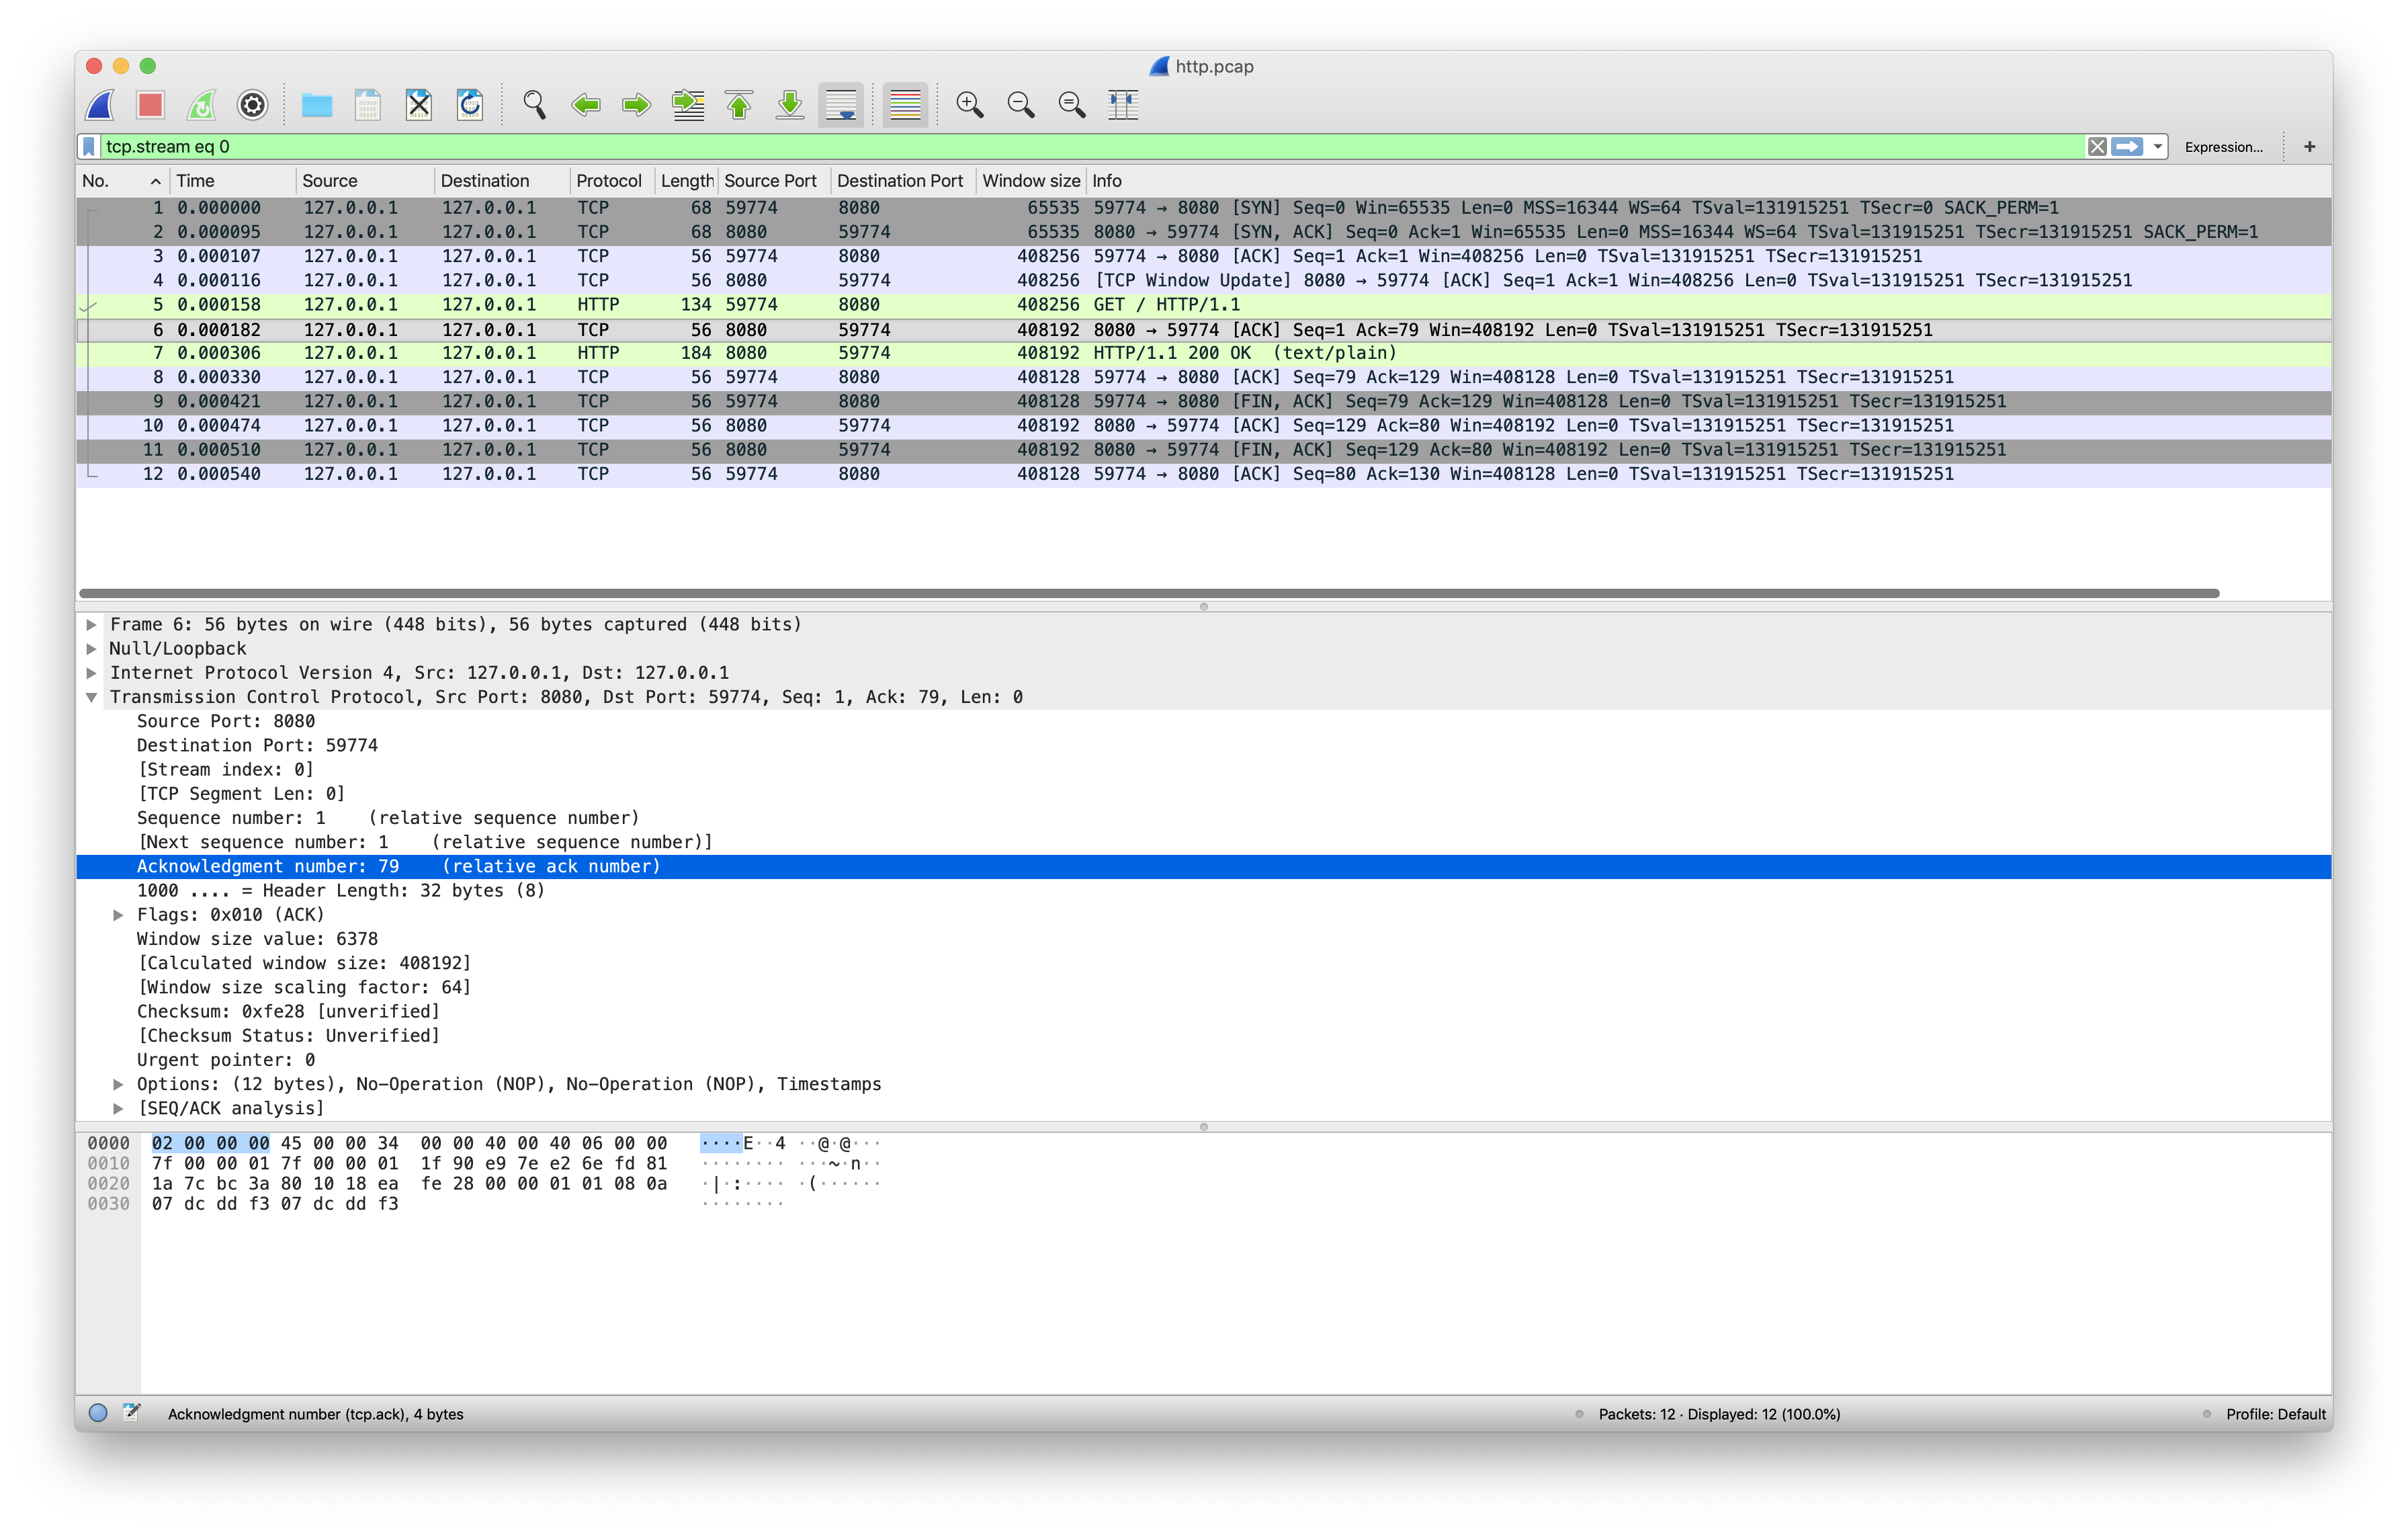 http.pcap
tcp.stream eq 0 Expression... +
No. Time Source Destination Protocol Length Source Port Destination Port Window size Info
1 0.000000 127.0.0.1 127.0.0.1 TCP 68 59774 8080 65535 59774 → 8080 [SYN] Seq=0 Win=65535 Len=0 MSS=16344 WS=64 TSval=131915251 TSecr=0 SACK_PERM=1
2 0.000095 127.0.0.1 127.0.0.1 TCP 68 8080 59774 65535 8080 → 59774 [SYN, ACK] Seq=0 Ack=1 Win=65535 Len=0 MSS=16344 WS=64 TSval=131915251 TSecr=131915251 SACK_PERM=1
3 0.000107 127.0.0.1 127.0.0.1 TCP 56 59774 8080 408256 59774 → 8080 [ACK] Seq=1 Ack=1 Win=408256 Len=0 TSval=131915251 TSecr=131915251
4 0.000116 127.0.0.1 127.0.0.1 TCP 56 8080 59774 408256 [TCP Window Update] 8080 → 59774 [ACK] Seq=1 Ack=1 Win=408256 Len=0 TSval=131915251 TSecr=131915251
5 0.000158 127.0.0.1 127.0.0.1 HTTP 134 59774 8080 408256 GET / HTTP/1.1
6 0.000182 127.0.0.1 127.0.0.1 TCP 56 8080 59774 408192 8080 → 59774 [ACK] Seq=1 Ack=79 Win=408192 Len=0 TSval=131915251 TSecr=131915251
7 0.000306 127.0.0.1 127.0.0.1 HTTP 184 8080 59774 408192 HTTP/1.1 200 OK (text/plain)
8 0.000330 127.0.0.1 127.0.0.1 TCP 56 59774 8080 408128 59774 → 8080 [ACK] Seq=79 Ack=129 Win=408128 Len=0 TSval=131915251 TSecr=131915251
9 0.000421 127.0.0.1 127.0.0.1 TCP 56 59774 8080 408128 59774 → 8080 [FIN, ACK] Seq=79 Ack=129 Win=408128 Len=0 TSval=131915251 TSecr=131915251
10 0.000474 127.0.0.1 127.0.0.1 TCP 56 8080 59774 408192 8080 → 59774 [ACK] Seq=129 Ack=80 Win=408192 Len=0 TSval=131915251 TSecr=131915251
11 0.000510 127.0.0.1 127.0.0.1 TCP 56 8080 59774 408192 8080 → 59774 [FIN, ACK] Seq=129 Ack=80 Win=408192 Len=0 TSval=131915251 TSecr=131915251
12 0.000540 127.0.0.1 127.0.0.1 TCP 56 59774 8080 408128 59774 → 8080 [ACK] Seq=80 Ack=130 Win=408128 Len=0 TSval=131915251 TSecr=131915251
Frame 6: 56 bytes on wire (448 bits), 56 bytes captured (448 bits)
Null/Loopback
Internet Protocol Version 4, Src: 127.0.0.1, Dst: 127.0.0.1
Transmission Control Protocol, Src Port: 8080, Dst Port: 59774, Seq: 1, Ack: 79, Len: 0
Source Port: 8080
Destination Port: 59774
[Stream index: 0]
[TCP Segment Len: 0]
Sequence number: 1 (relative sequence number)
[Next sequence number: 1 (relative sequence number)]
Acknowledgment number: 79 (relative ack number)
1000 .... = Header Length: 32 bytes (8)
Flags: 0x010 (ACK)
Window size value: 6378
[Calculated window size: 408192]
[Window size scaling factor: 64]
Checksum: 0xfe28 [unverified]
[Checksum Status: Unverified]
Urgent pointer: 0
Options: (12 bytes), No-Operation (NOP), No-Operation (NOP), Timestamps
[SEQ/ACK analysis]
0000 02 00 00 00 45 00 00 34 00 00 40 00 40 06 00 00 ····E··4 ··@·@···
0010 7f 00 00 01 7f 00 00 01 1f 90 e9 7e e2 6e fd 81 ········ ···~·n··
0020 1a 7c bc 3a 80 10 18 ea fe 28 00 00 01 01 08 0a ·|·:···· ·(······
0030 07 dc dd f3 07 dc dd f3 ········
Acknowledgment number (tcp.ack), 4 bytes Packets: 12 · Displayed: 12 (100.0%) Profile: Default